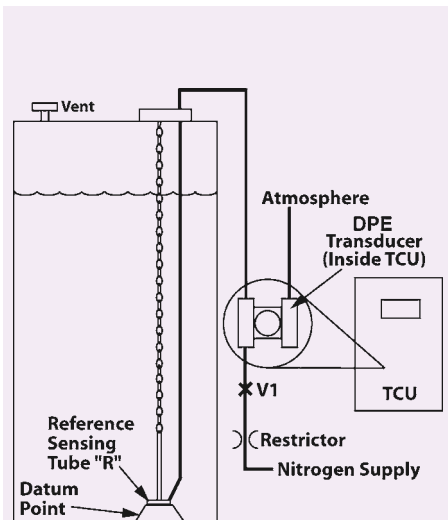 Vent
Atmosphere
DPE
Transducer
(Inside TCU)
V1
TCU
Restrictor
Nitrogen Supply
Reference
Sensing
Tube "R"
Datum
Point